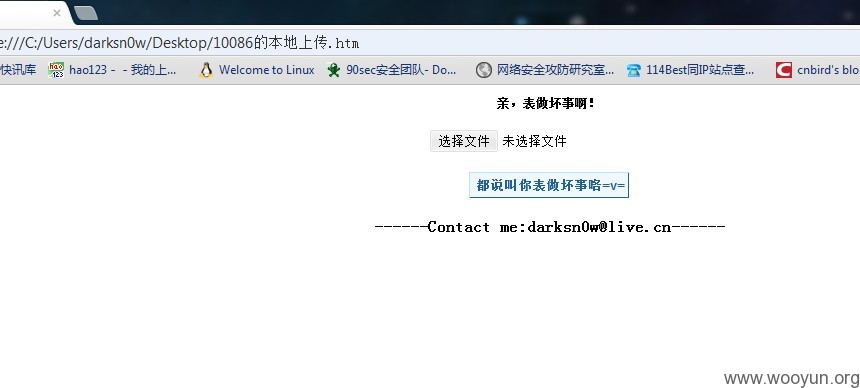 e:///C:/Users/darksn0w/Desktop/10086的本地上传.htm
快讯库 hao123 - - 我的上... Welcome to Linux 90sec安全团队- Do... 网络安全攻防研究室... 114Best同IP站点查... cnbird's blo
亲，表做坏事啊！
选择文件 未选择文件
都说叫你表做坏事咯=v=
------Contact me:darksn0w@live.cn------
www.wooyun.org